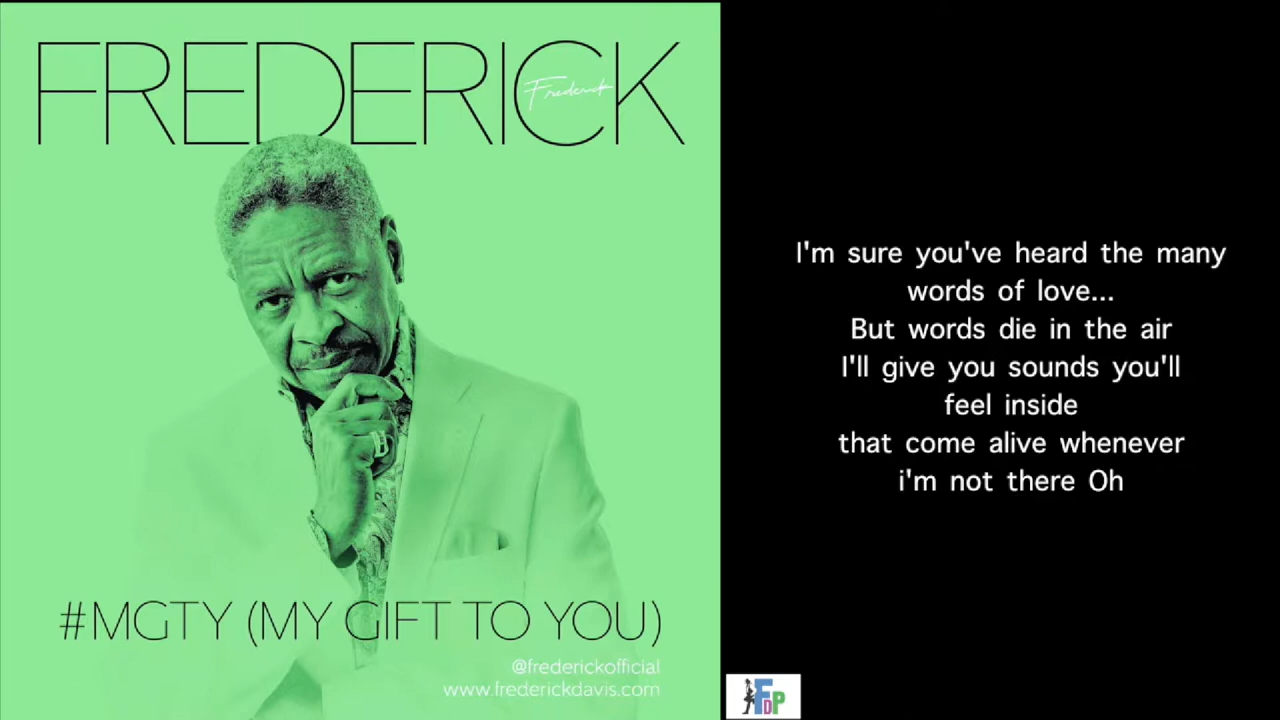 FREDERICK
Frederick
#MGTY (MY GIFT TO YOU)
@frederickofficial
www.frederickdavis.com
I'm sure you've heard the many
words of love...
But words die in the air
I'll give you sounds you'll
feel inside
that come alive whenever
i'm not there Oh
FDP